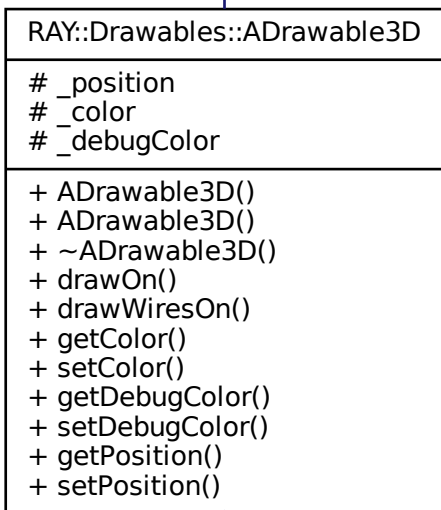 RAY::Drawables::ADrawable3D
# _position
# _color
# _debugColor
+ ADrawable3D()
+ ADrawable3D()
+ ~ADrawable3D()
+ drawOn()
+ drawWiresOn()
+ getColor()
+ setColor()
+ getDebugColor()
+ setDebugColor()
+ getPosition()
+ setPosition()